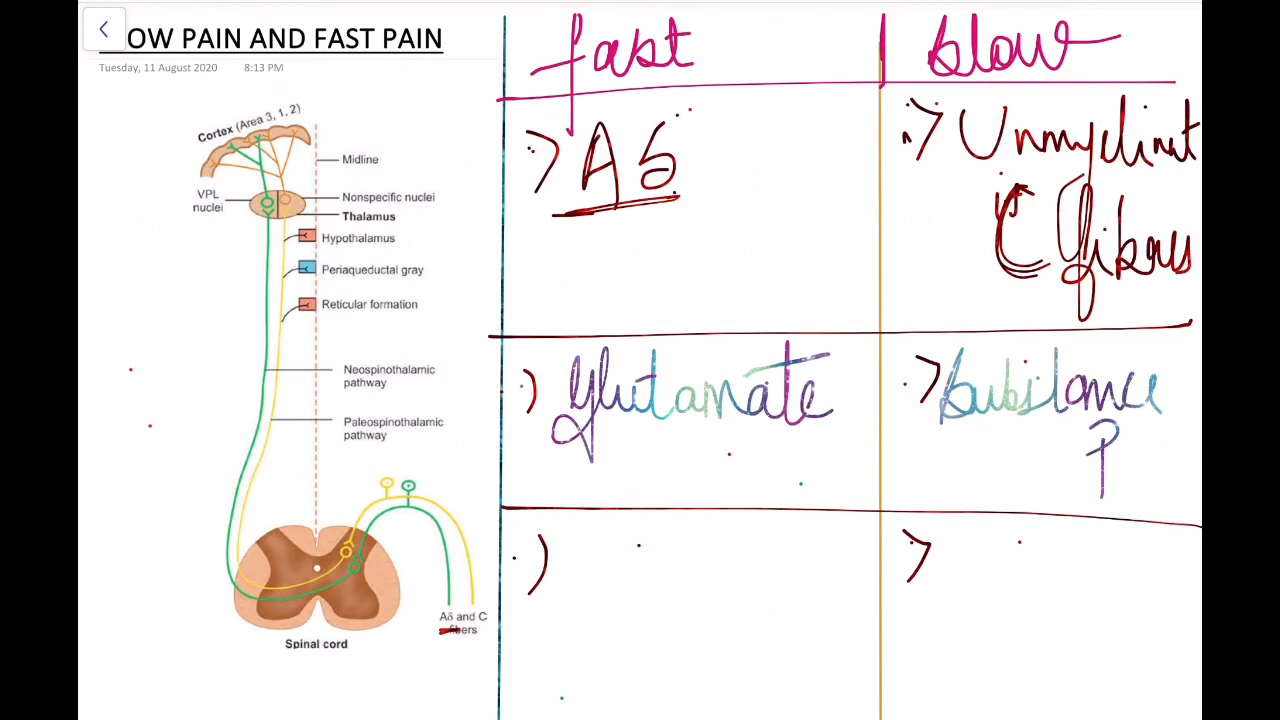 OW PAIN AND FAST PAIN
Tuesday, 11 August 2020 8:13 PM
Cortex (Area 3, 1, 2)
Midline
VPL
nuclei
Nonspecific nuclei
Thalamus
Hypothalamus
Periaqueductal gray
Reticular formation
Neospinothalamic
pathway
Paleospinothalamic
pathway
Aδ and C
fibers
Spinal cord
fast
slow
Aδ
Unmyelinat
C fibers
glutamate
Substance
P